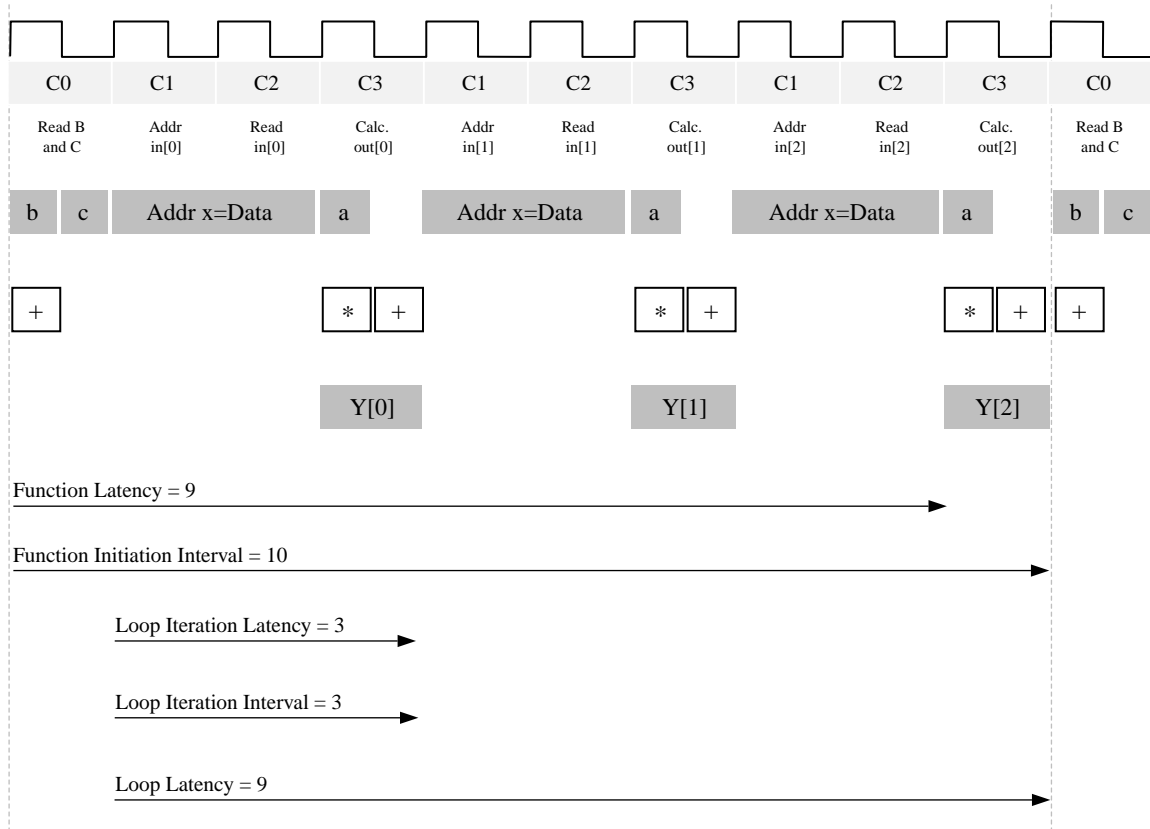 C0 C1 C2 C3 C1 C2 C3 C1 C2 C3 C0
Read B Addr Read Calc. Addr Read Calc. Addr Read Calc. Read B
and C in[0] in[0] out[0] in[1] in[1] out[1] in[2] in[2] out[2] and C
b c Addr x=Data a Addr x=Data a Addr x=Data a b c
+ * + * + * + +
Y[0] Y[1] Y[2]
Function Latency = 9
Function Initiation Interval = 10
Loop Iteration Latency = 3
Loop Iteration Interval = 3
Loop Latency = 9